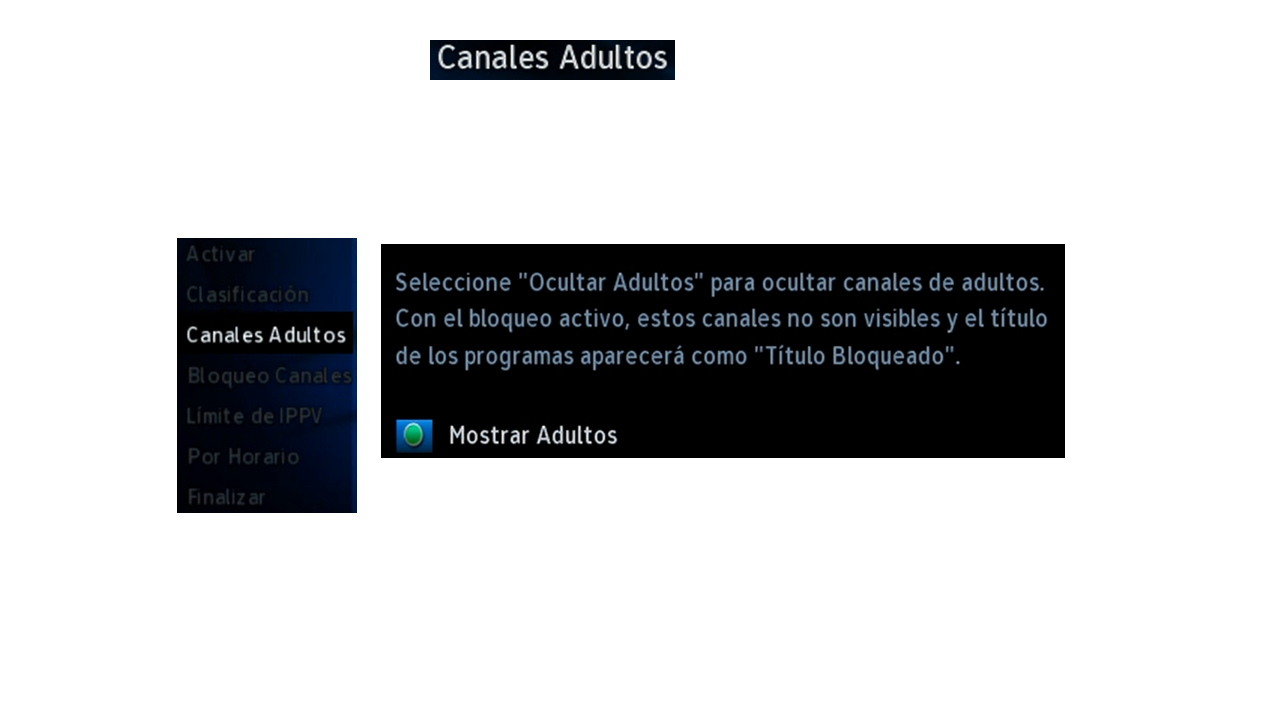 Canales Adultos
Activar
Clasificación
Canales Adultos
Bloqueo Canales
Límite de IPPV
Por Horario
Finalizar
Seleccione "Ocultar Adultos" para ocultar canales de adultos.
Con el bloqueo activo, estos canales no son visibles y el título
de los programas aparecerá como "Título Bloqueado".
Mostrar Adultos